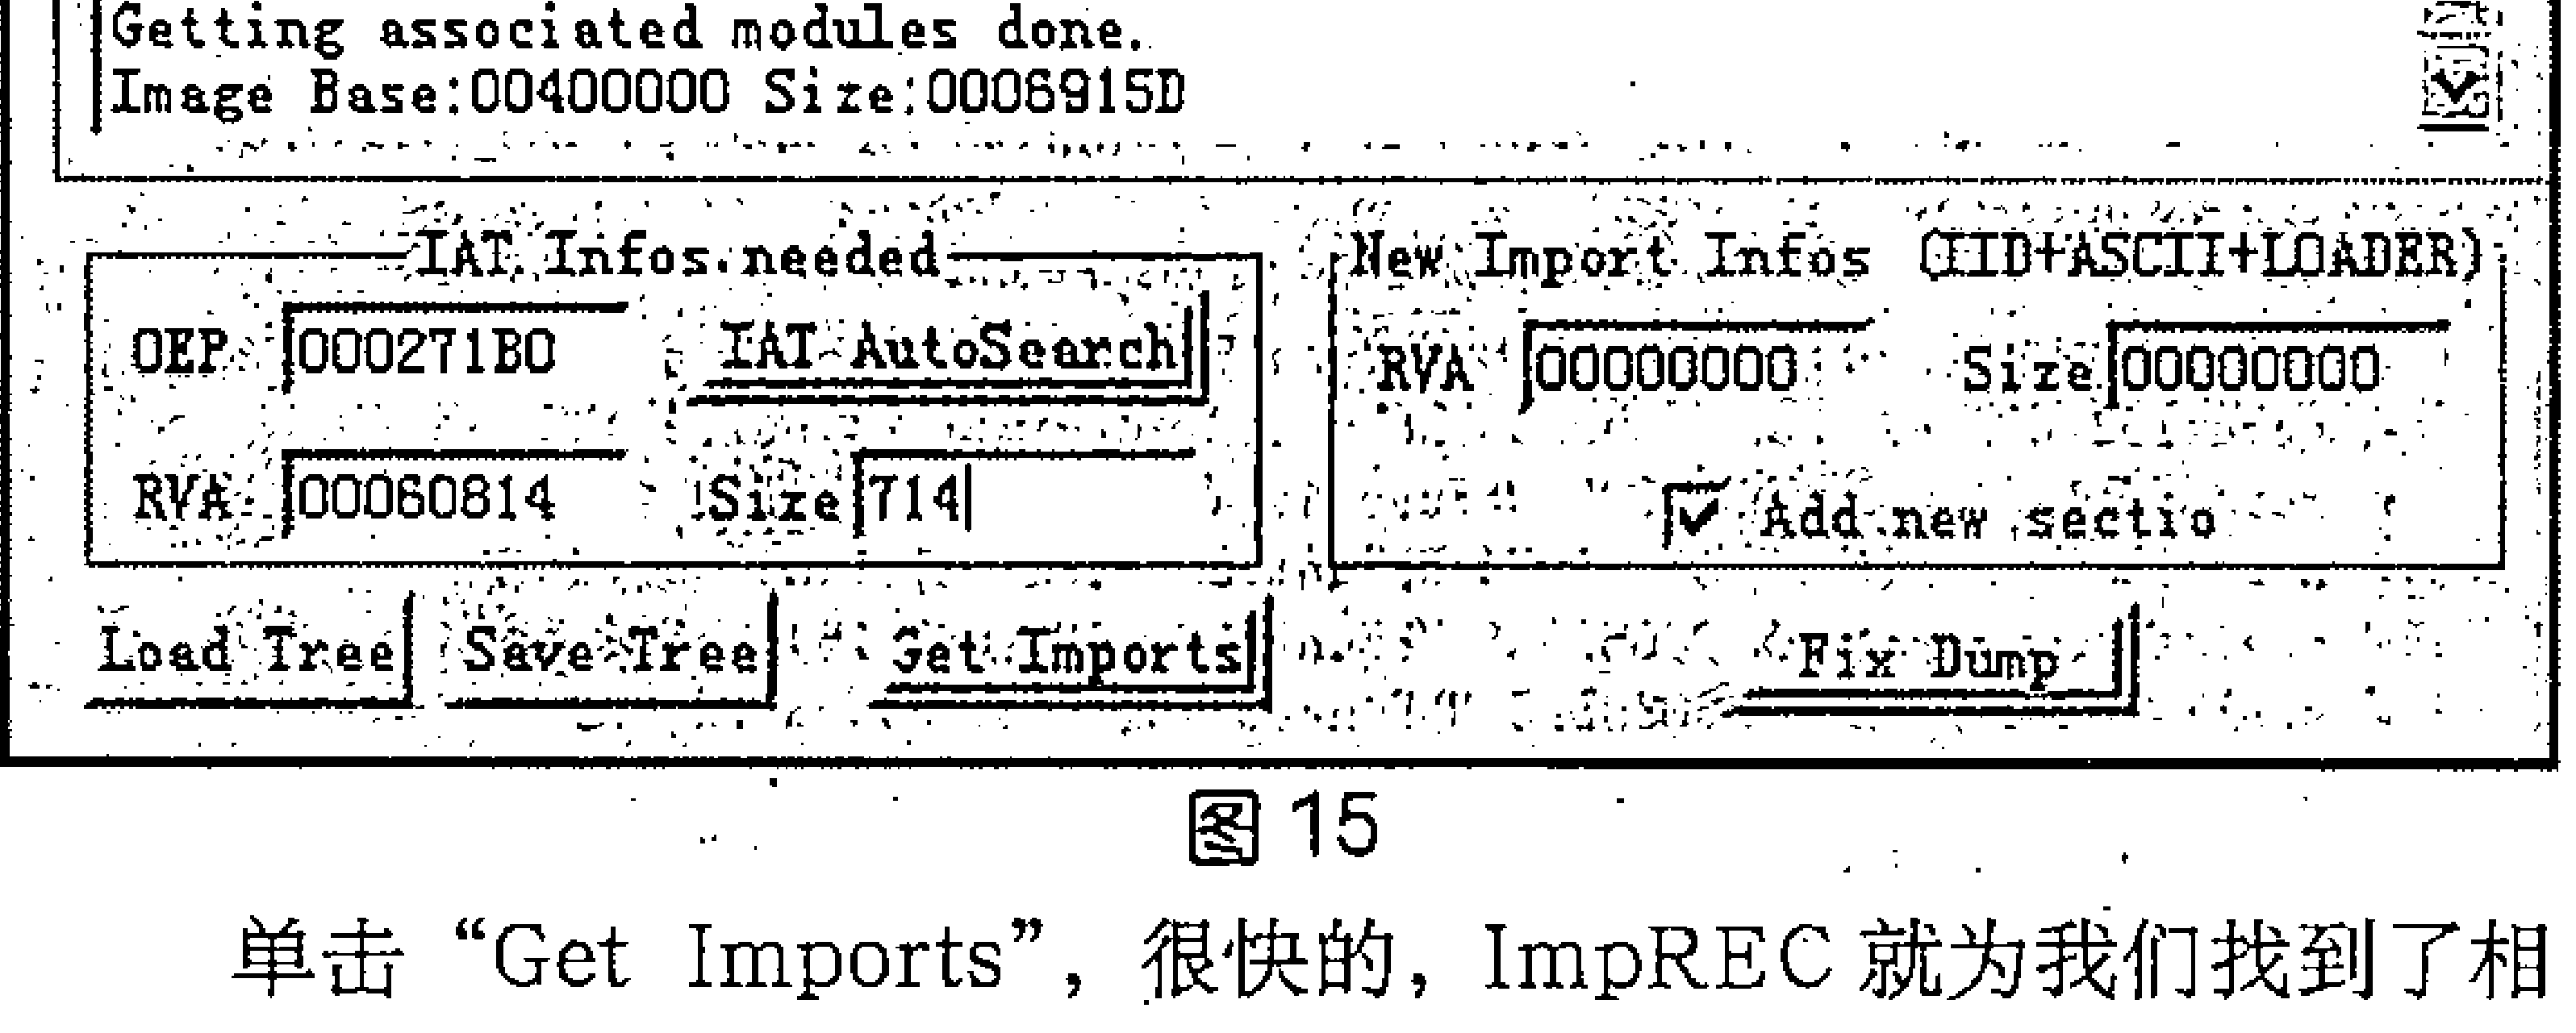 Getting associated modules done.
Image Base:00400000 Size:0006915D
IAT Infos needed
New Import Infos (IID+ASCII+LOADER)
OEP 000271B0 IAT AutoSearch
RVA 00000000 Size 00000000
RVA 00060814 Size 714
Add new sectio
Load Tree Save Tree Get Imports Fix Dump
图 15
单击“Get Imports”，很快的，ImpREC 就为我们找到了相